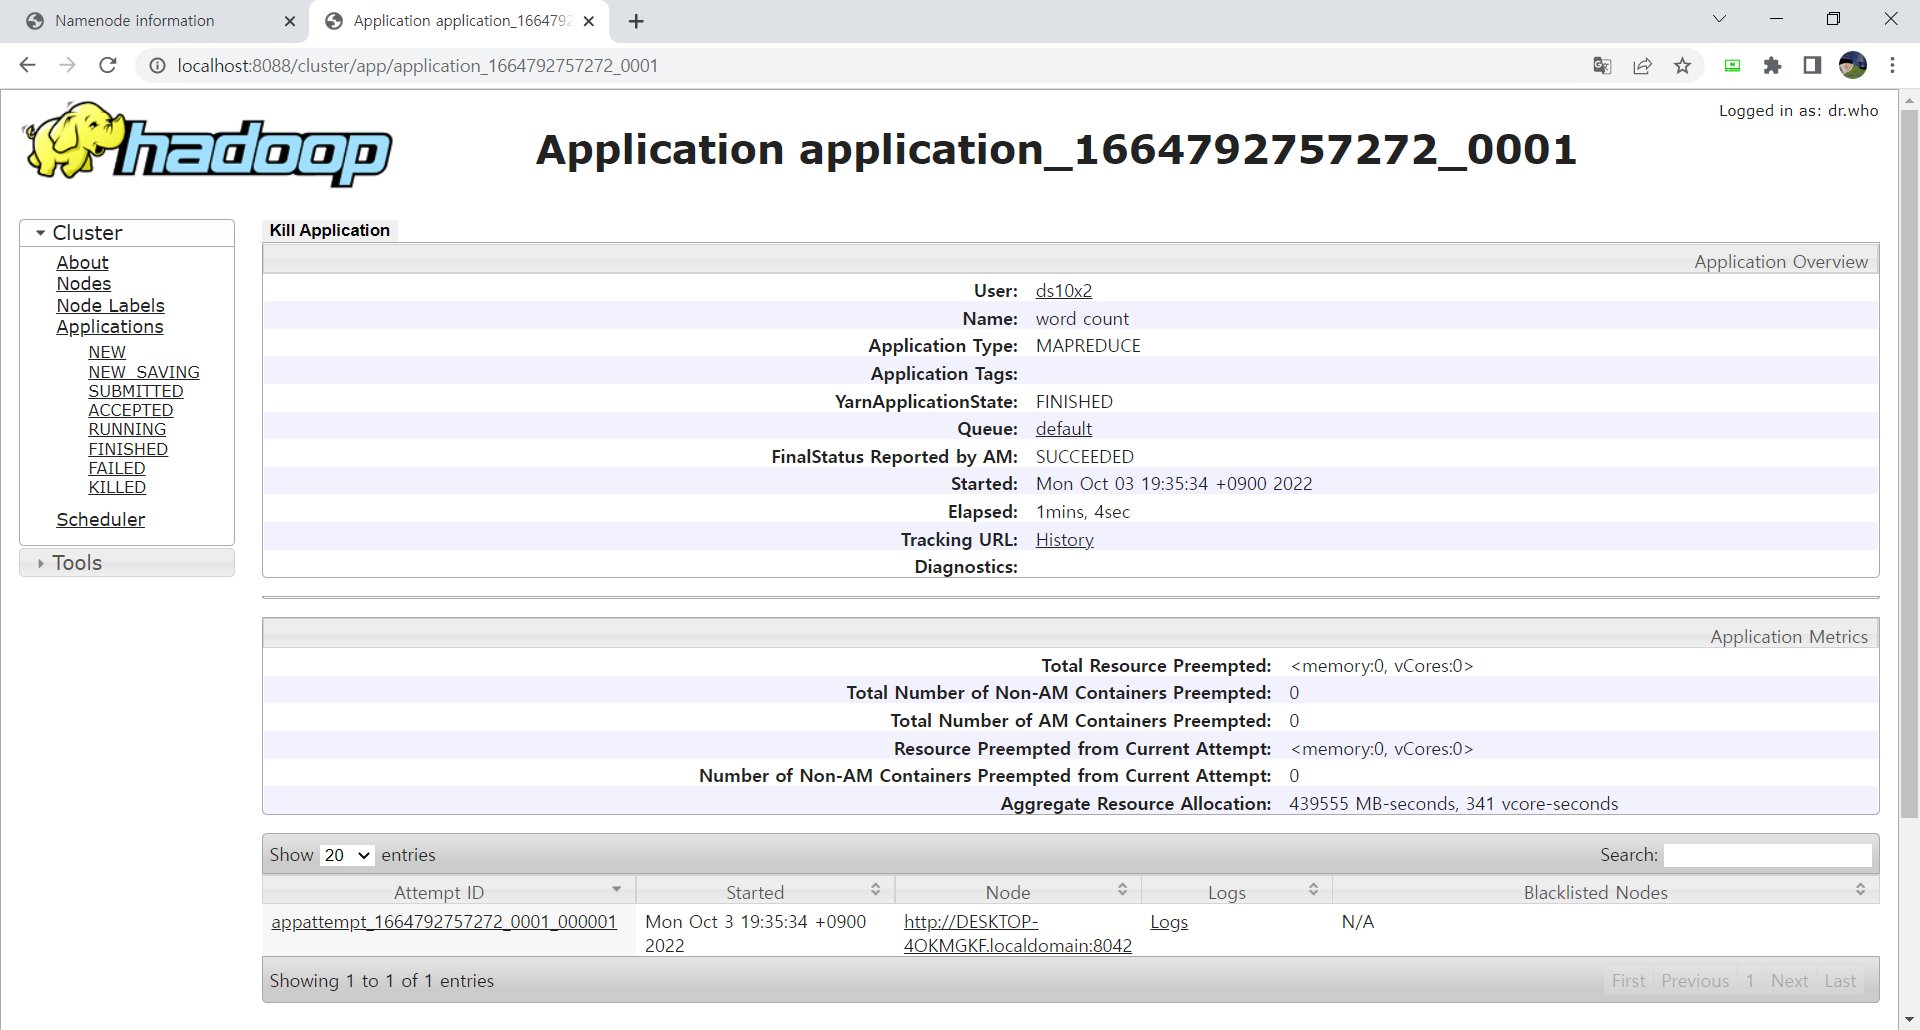 Namenode information
Application application_1664792
localhost:8088/cluster/app/application_1664792757272_0001
Logged in as: dr.who
hadoop
Application application_1664792757272_0001
Cluster
About
Nodes
Node Labels
Applications
NEW
NEW_SAVING
SUBMITTED
ACCEPTED
RUNNING
FINISHED
FAILED
KILLED
Scheduler
Tools
Kill Application
Application Overview
User: ds10x2
Name: word count
Application Type: MAPREDUCE
Application Tags:
YarnApplicationState: FINISHED
Queue: default
FinalStatus Reported by AM: SUCCEEDED
Started: Mon Oct 03 19:35:34 +0900 2022
Elapsed: 1mins, 4sec
Tracking URL: History
Diagnostics:
Application Metrics
Total Resource Preempted: <memory:0, vCores:0>
Total Number of Non-AM Containers Preempted: 0
Total Number of AM Containers Preempted: 0
Resource Preempted from Current Attempt: <memory:0, vCores:0>
Number of Non-AM Containers Preempted from Current Attempt: 0
Aggregate Resource Allocation: 439555 MB-seconds, 341 vcore-seconds
Show 20 entries Search:
Attempt ID Started Node Logs Blacklisted Nodes
appattempt_1664792757272_0001_000001 Mon Oct 3 19:35:34 +0900 http://DESKTOP- Logs N/A
2022 4OKMGKF.localdomain:8042
Showing 1 to 1 of 1 entries First Previous 1 Next Last